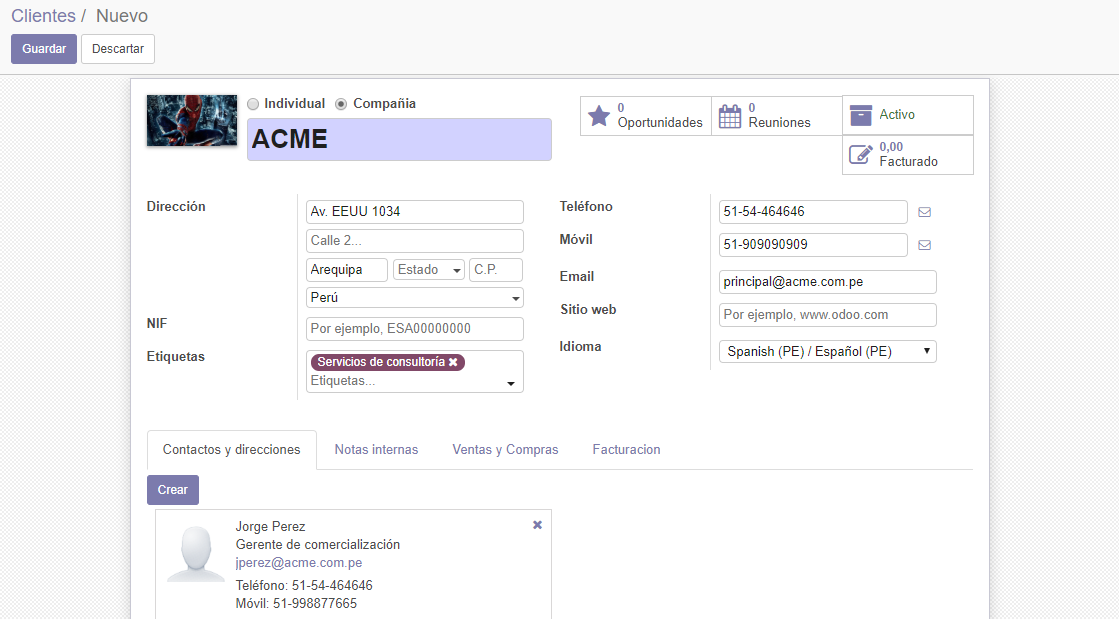 Clientes / Nuevo
Guardar Descartar
Individual Compañia
ACME
0
Oportunidades
0
Reuniones
Activo
0,00
Facturado
Dirección
Av. EEUU 1034
Calle 2...
Arequipa Estado C.P.
Perú
NIF
Por ejemplo, ESA00000000
Etiquetas
Servicios de consultoría ✖
Etiquetas...
Teléfono
51-54-464646
Móvil
51-909090909
Email
principal@acme.com.pe
Sitio web
Por ejemplo, www.odoo.com
Idioma
Spanish (PE) / Español (PE)
Contactos y direcciones Notas internas Ventas y Compras Facturacion
Crear
Jorge Perez
Gerente de comercialización
jperez@acme.com.pe
Teléfono: 51-54-464646
Móvil: 51-998877665